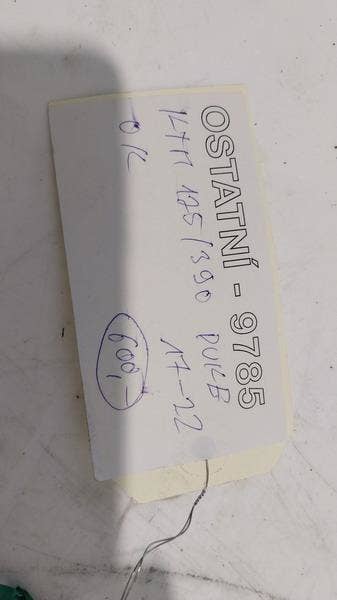 OSTATNÍ - 9785
KTM 125/390 DUKE
17-22
- OK
600,-